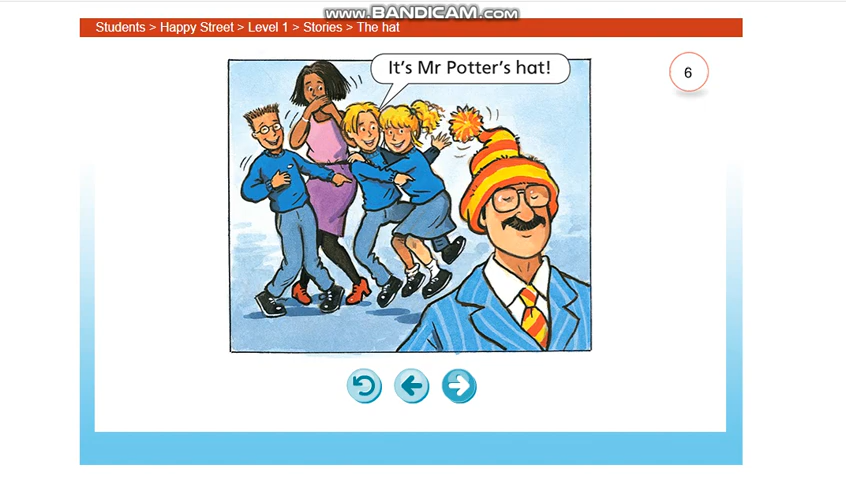 www.BANDICAM.com
Students > Happy Street > Level 1 > Stories > The hat
It's Mr Potter's hat!
6